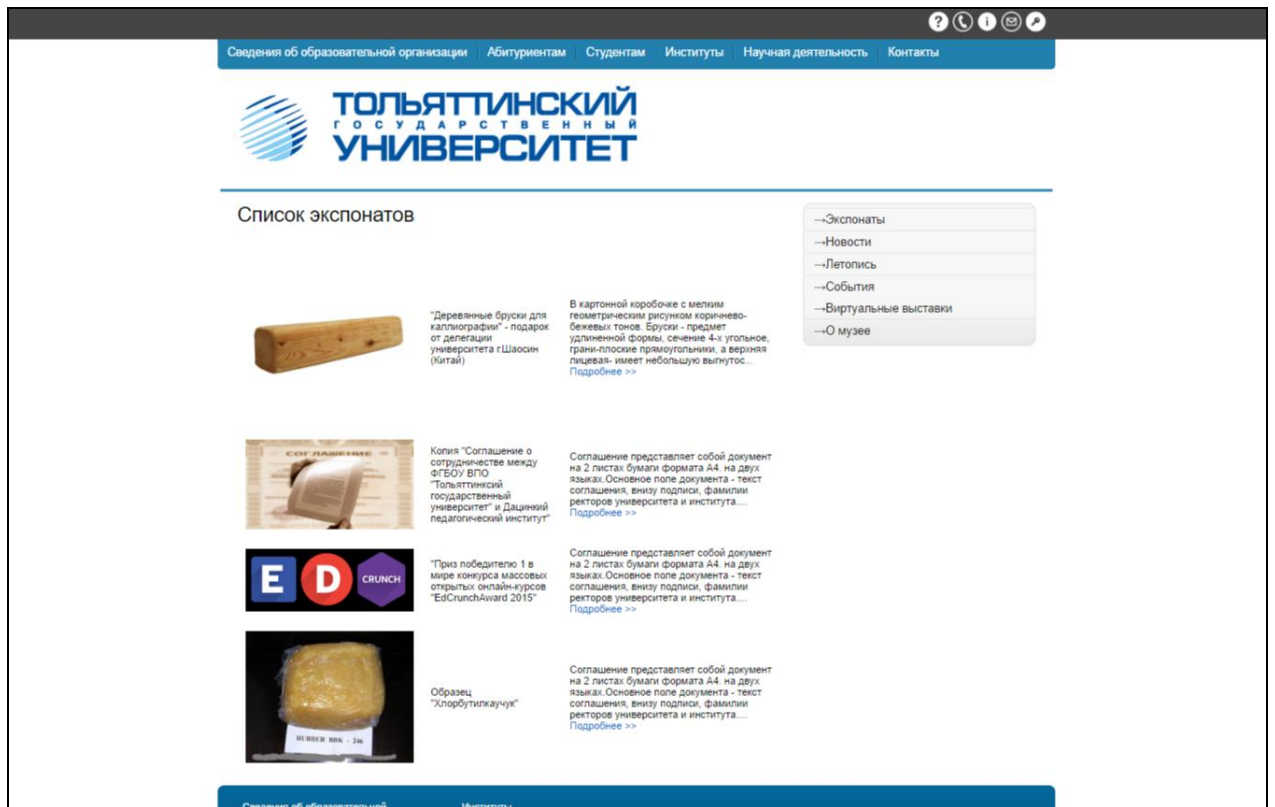 Сведения об образовательной организации Абитуриентам Студентам Институты Научная деятельность Контакты
ТОЛЬЯТТИНСКИЙ
ГОСУДАРСТВЕННЫЙ
УНИВЕРСИТЕТ
Список экспонатов
"Деревянные бруски для
каллиграфии" - подарок
от делегации
университета г.Шаосин
(Китай)
В картонной коробочке с мелким
геометрическим рисунком коричнево-
бежевых тонов. Бруски - предмет
удлиненной формы, сечение 4-х угольное,
грани-плоские прямоугольники, а верхняя
лицевая- имеет небольшую выгнутос...
Подробнее >>
СОГЛАШЕНИЕ
Копия "Соглашение о
сотрудничестве между
ФГБОУ ВПО
"Тольяттинксий
государственный
университет" и Дацинкий
педагогический институт"
Соглашение представляет собой документ
на 2 листах бумаги формата А4. на двух
языках.Основное поле документа - текст
соглашения, внизу подписи, фамилии
ректоров университета и института....
Подробнее >>
E D CRUNCH
"Приз победителю 1 в
мире конкурса массовых
открытых онлайн-курсов
"EdCrunchAward 2015"
Соглашение представляет собой документ
на 2 листах бумаги формата А4. на двух
языках.Основное поле документа - текст
соглашения, внизу подписи, фамилии
ректоров университета и института....
Подробнее >>
RUBBER BBK - 246
Образец
"Хлорбутилкаучук"
Соглашение представляет собой документ
на 2 листах бумаги формата А4. на двух
языках.Основное поле документа - текст
соглашения, внизу подписи, фамилии
ректоров университета и института....
Подробнее >>
→Экспонаты
→Новости
→Летопись
→События
→Виртуальные выставки
→О музее
Сведения об образовательной Институты